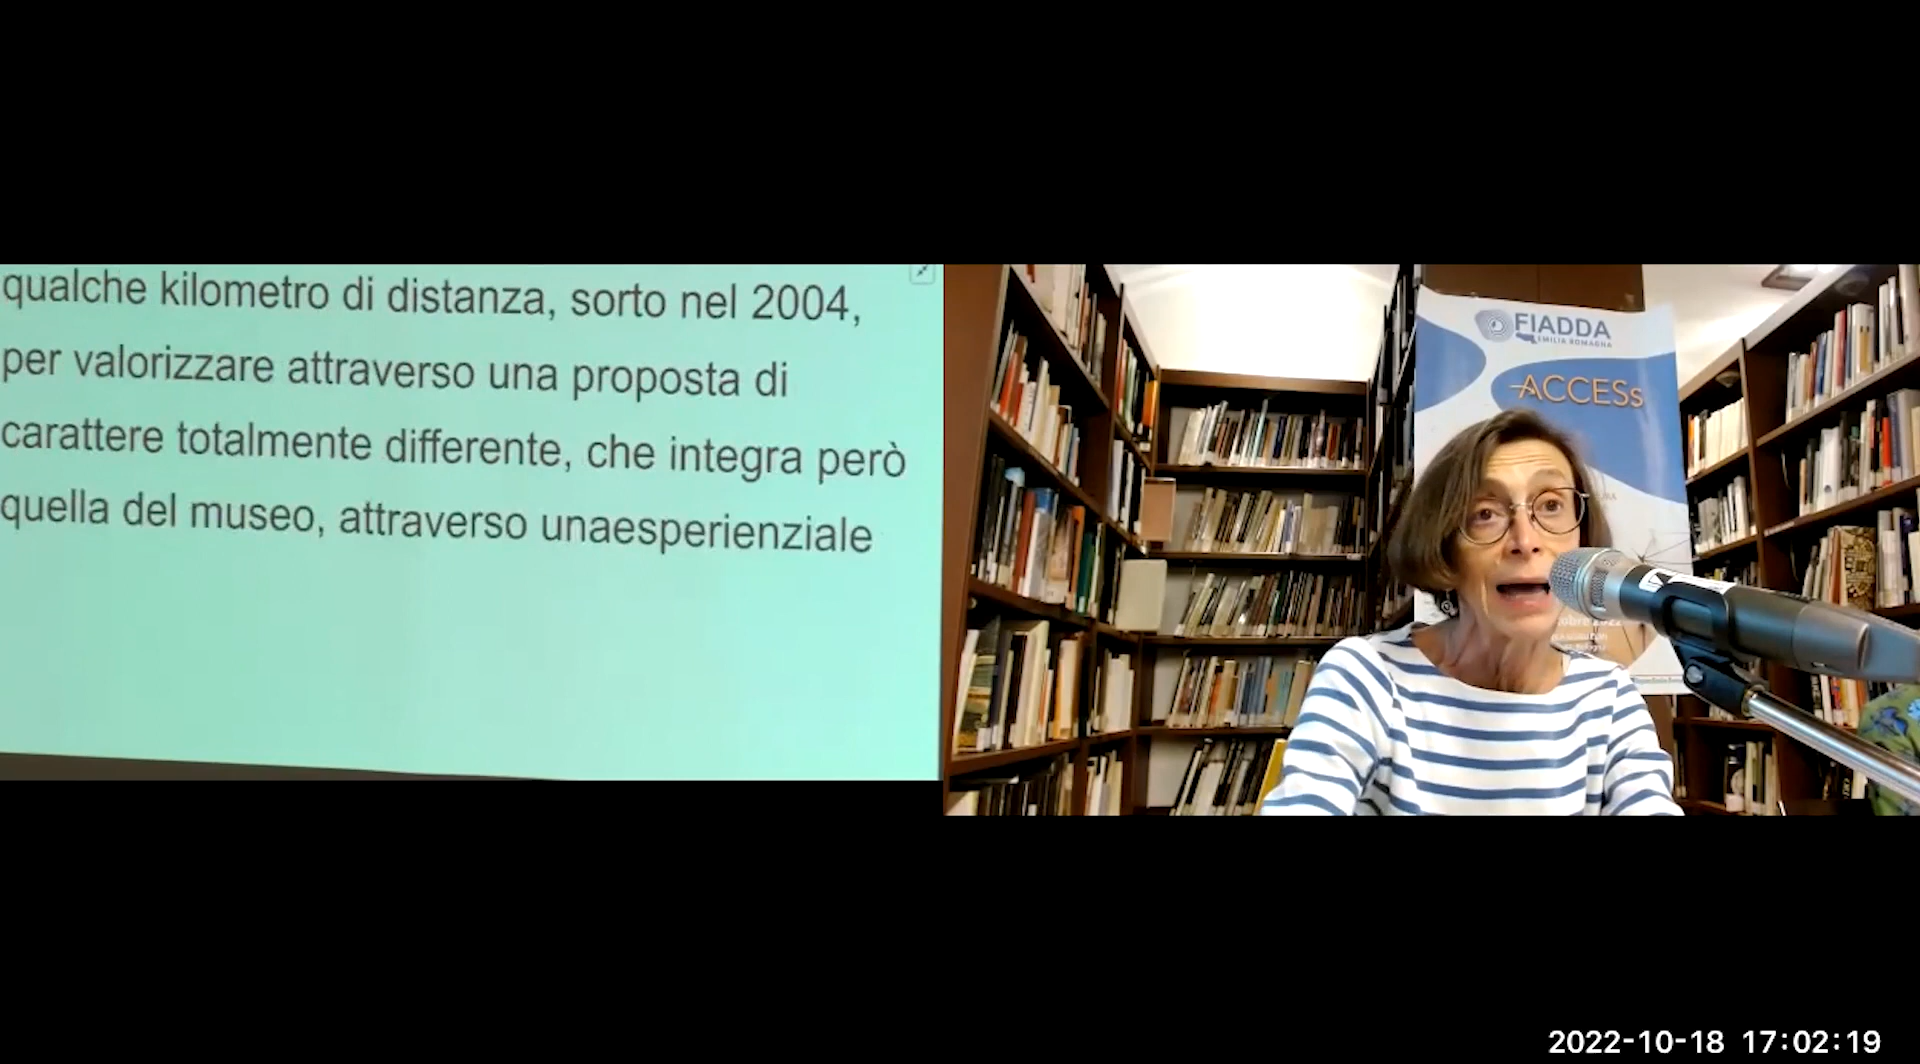 qualche kilometro di distanza, sorto nel 2004,
per valorizzare attraverso una proposta di
carattere totalmente differente, che integra però
quella del museo, attraverso unaesperienziale
FIADDA
EMILIA ROMAGNA
ACCESs
2022-10-18 17:02:19